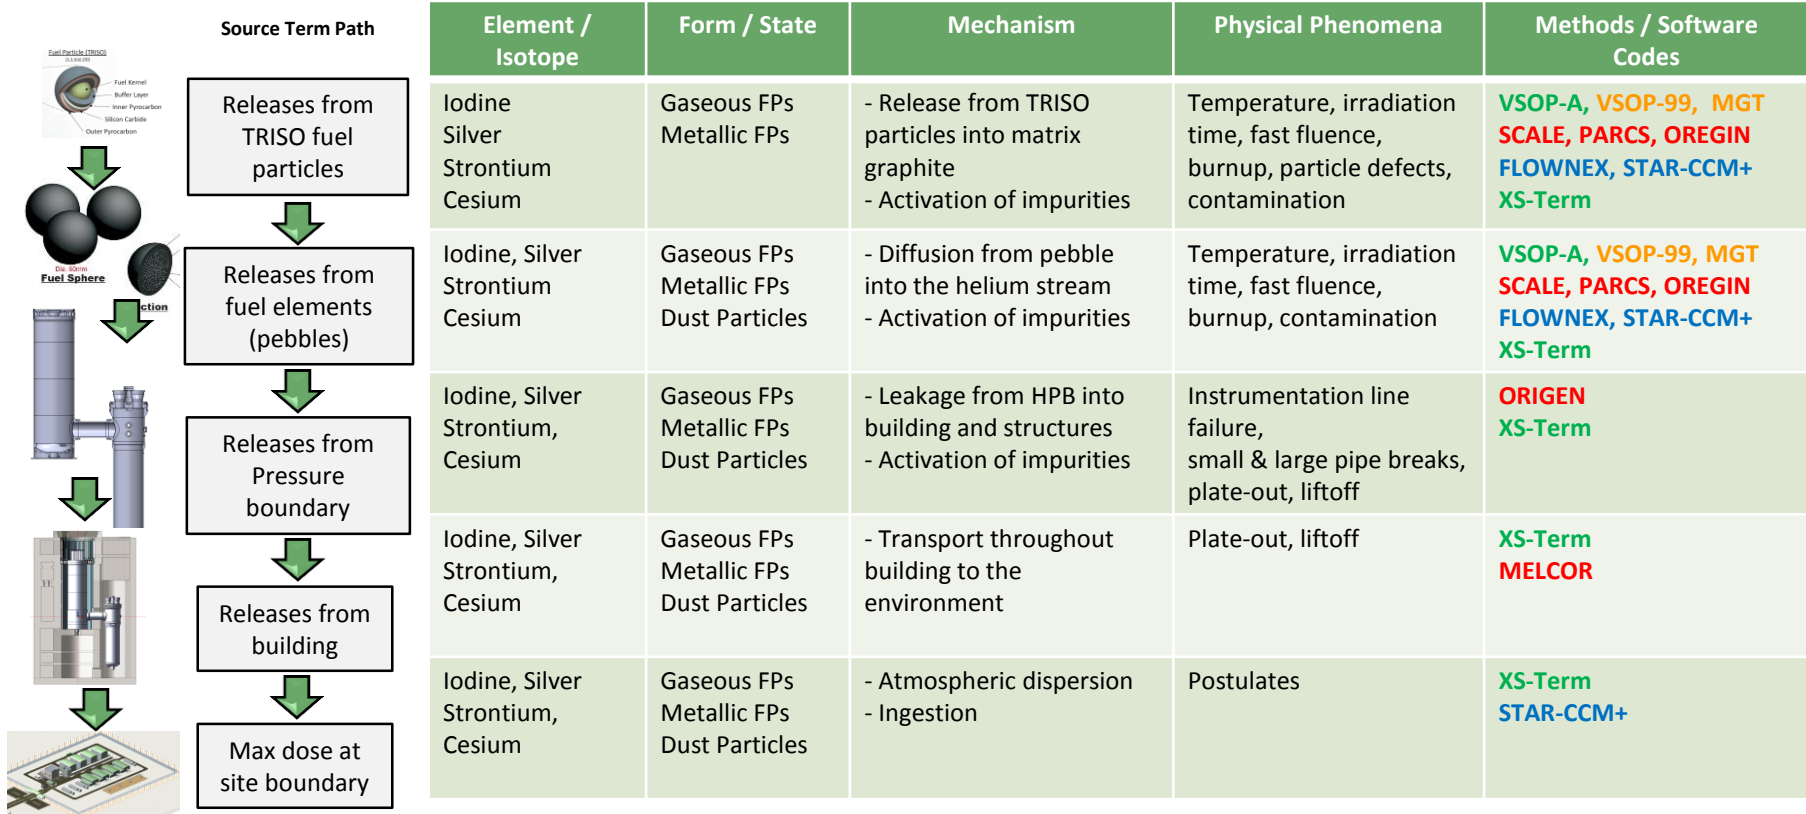 Source Term Path
Element / Isotope
Form / State
Mechanism
Physical Phenomena
Methods / Software Codes
Fuel Particle (TRISO)
Fuel Kernel
Buffer Layer
Inner Pyrocarbon
Silicon Carbide
Outer Pyrocarbon
Dia. 60mm
Fuel Sphere
ction
Releases from
TRISO fuel
particles
Iodine
Silver
Strontium
Cesium
Gaseous FPs
Metallic FPs
- Release from TRISO
particles into matrix
graphite
- Activation of impurities
Temperature, irradiation
time, fast fluence,
burnup, particle defects,
contamination
VSOP-A, VSOP-99, MGT
SCALE, PARCS, OREGIN
FLOWNEX, STAR-CCM+
XS-Term
Releases from
fuel elements
(pebbles)
Iodine, Silver
Strontium
Cesium
Gaseous FPs
Metallic FPs
Dust Particles
- Diffusion from pebble
into the helium stream
- Activation of impurities
Temperature, irradiation
time, fast fluence,
burnup, contamination
VSOP-A, VSOP-99, MGT
SCALE, PARCS, OREGIN
FLOWNEX, STAR-CCM+
XS-Term
Releases from
Pressure
boundary
Iodine, Silver
Strontium,
Cesium
Gaseous FPs
Metallic FPs
Dust Particles
- Leakage from HPB into
building and structures
- Activation of impurities
Instrumentation line
failure,
small & large pipe breaks,
plate-out, liftoff
ORIGEN
XS-Term
Releases from
building
Iodine, Silver
Strontium,
Cesium
Gaseous FPs
Metallic FPs
Dust Particles
- Transport throughout
building to the
environment
Plate-out, liftoff
XS-Term
MELCOR
Max dose at
site boundary
Iodine, Silver
Strontium,
Cesium
Gaseous FPs
Metallic FPs
Dust Particles
- Atmospheric dispersion
- Ingestion
Postulates
XS-Term
STAR-CCM+